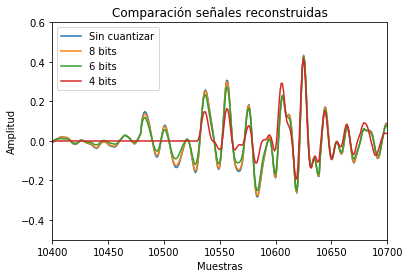 Comparación señales reconstruidas
Sin cuantizar
8 bits
6 bits
4 bits
Amplitud
0.6
0.4
0.2
0.0
−0.2
−0.4
10400 10450 10500 10550 10600 10650 10700
Muestras